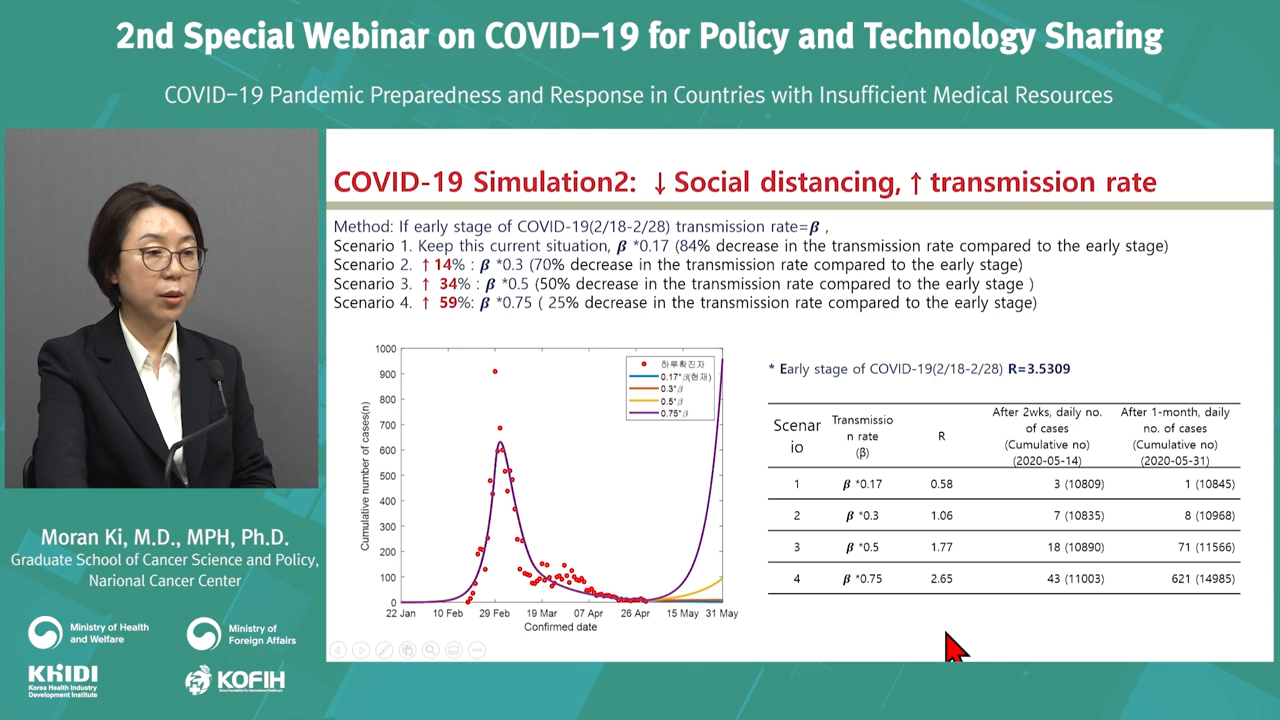 2nd Special Webinar on COVID-19 for Policy and Technology Sharing
COVID-19 Pandemic Preparedness and Response in Countries with Insufficient Medical Resources
COVID-19 Simulation2: ↓ Social distancing, ↑ transmission rate
Method: If early stage of COVID-19(2/18-2/28) transmission rate=β ,
Scenario 1. Keep this current situation, β *0.17 (84% decrease in the transmission rate compared to the early stage)
Scenario 2. ↑ 14% : β *0.3 (70% decrease in the transmission rate compared to the early stage)
Scenario 3. ↑ 34% : β *0.5 (50% decrease in the transmission rate compared to the early stage )
Scenario 4. ↑ 59%: β *0.75 ( 25% decrease in the transmission rate compared to the early stage)
Cumulative number of cases(n)
1000
900
800
700
600
500
400
300
200
100
0
22 Jan 10 Feb 29 Feb 19 Mar 07 Apr 26 Apr 15 May 31 May
Confirmed date
하루확진자
0.17*β(현재)
0.3*β
0.5*β
0.75*β
* Early stage of COVID-19(2/18-2/28) R=3.5309
Scenar
io
Transmissio
n rate
(β)
R
After 2wks, daily no.
of cases
(Cumulative no)
(2020-05-14)
After 1-month, daily
no. of cases
(Cumulative no)
(2020-05-31)
1 β *0.17 0.58 3 (10809) 1 (10845)
2 β *0.3 1.06 7 (10835) 8 (10968)
3 β *0.5 1.77 18 (10890) 71 (11566)
4 β *0.75 2.65 43 (11003) 621 (14985)
Moran Ki, M.D., MPH, Ph.D.
Graduate School of Cancer Science and Policy,
Narional Cancer Center
Ministry of Health
and Welfare
Ministry of
Foreign Affairs
KHIDI
Korea Health Industry
Development Institute
KOFIH
Korea Foundation for International Healthcare